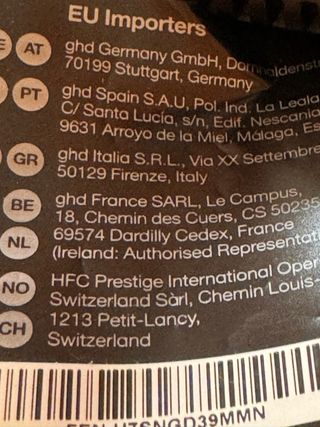 EU Importers
AT ghd Germany GmbH,
70199 Stuttgart, Germany
PT ghd Spain S.A.U, Pol. Ind. La Leala
C/ Santa Lucía, s/n, Edif. Nescania
9631 Arroyo de la Miel, Málaga,
GR ghd Italia S.R.L., Via XX Settembre
50129 Firenze, Italy
BE ghd France SARL, Le Campus,
18, Chemin des Cuers, CS 50235
NL 69574 Dardilly Cedex, France
(Ireland: Authorised
NO HFC Prestige International
Switzerland Sàrl, Chemin Louis-
CH 1213 Petit-Lancy,
Switzerland